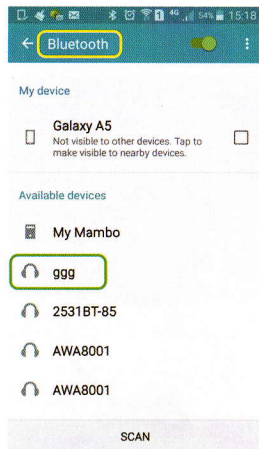 4G 54% 15:18
Bluetooth
My device
Galaxy A5
Not visible to other devices. Tap to
make visible to nearby devices.
Available devices
My Mambo
ggg
2531BT-85
AWA8001
AWA8001
SCAN